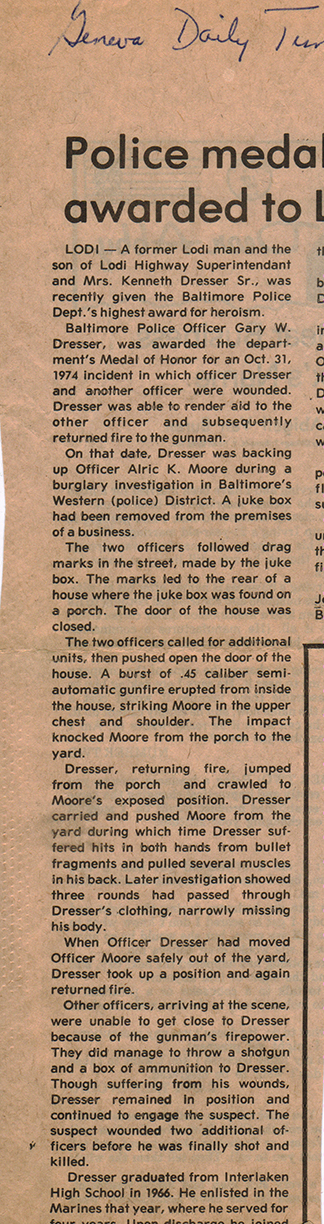 Geneva Daily
Police medal
awarded to L
LODI — A former Lodi man and the
son of Lodi Highway Superintendant
and Mrs. Kenneth Dresser Sr., was
recently given the Baltimore Police
Dept.'s highest award for heroism.
Baltimore Police Officer Gary W.
Dresser, was awarded the depart-
ment's Medal of Honor for an Oct. 31,
1974 incident in which officer Dresser
and another officer were wounded.
Dresser was able to render aid to the
other officer and subsequently
returned fire to the gunman.
On that date, Dresser was backing
up Officer Alric K. Moore during a
burglary investigation in Baltimore's
Western (police) District. A juke box
had been removed from the premises
of a business.
The two officers followed drag
marks in the street, made by the juke
box. The marks led to the rear of a
house where the juke box was found on
a porch. The door of the house was
closed.
The two officers called for additional
units, then pushed open the door of the
house. A burst of .45 caliber semi-
automatic gunfire erupted from inside
the house, striking Moore in the upper
chest and shoulder. The impact
knocked Moore from the porch to the
yard.
Dresser, returning fire, jumped
from the porch and crawled to
Moore's exposed position. Dresser
carried and pushed Moore from the
yard during which time Dresser suf-
fered hits in both hands from bullet
fragments and pulled several muscles
in his back. Later investigation showed
three rounds had passed through
Dresser's clothing, narrowly missing
his body.
When Officer Dresser had moved
Officer Moore safely out of the yard,
Dresser took up a position and again
returned fire.
Other officers, arriving at the scene,
were unable to get close to Dresser
because of the gunman's firepower.
They did manage to throw a shotgun
and a box of ammunition to Dresser.
Though suffering from his wounds,
Dresser remained in position and
continued to engage the suspect. The
suspect wounded two additional of-
ficers before he was finally shot and
killed.
Dresser graduated from Interlaken
High School in 1966. He enlisted in the
Marines that year, where he served for
four years. Upon discharge he joined